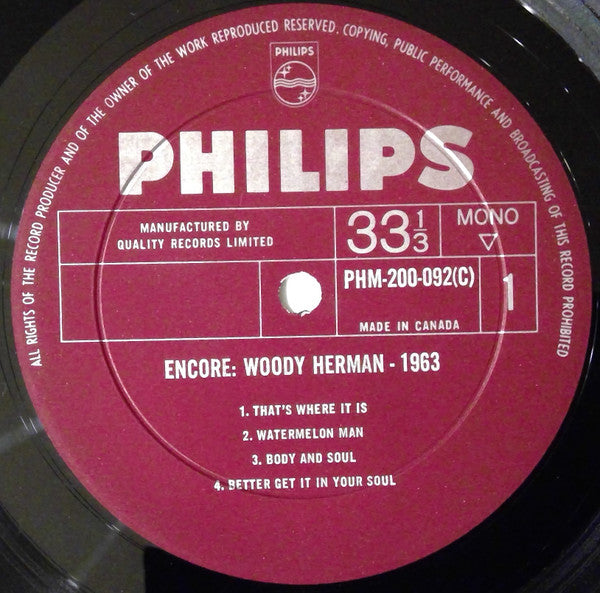 ALL RIGHTS OF THE RECORD PRODUCER AND OF THE OWNER OF THE WORK REPRODUCED RESERVED. COPYING, PUBLIC PERFORMANCE AND BROADCASTING OF THIS RECORD PROHIBITED
PHILIPS
PHILIPS
MANUFACTURED BY
QUALITY RECORDS LIMITED
33 1/3
MONO
PHM-200-092(C)
1
MADE IN CANADA
ENCORE: WOODY HERMAN - 1963
1. THAT'S WHERE IT IS
2. WATERMELON MAN
3. BODY AND SOUL
4. BETTER GET IT IN YOUR SOUL